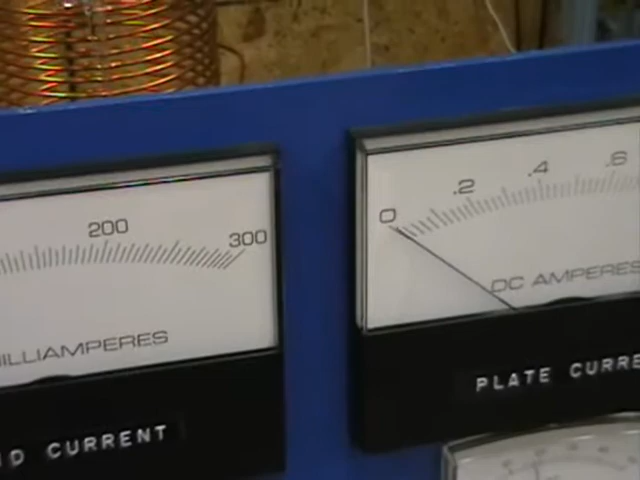 200
300
ILLIAMPERES
D CURRENT
0
.2
.4
.6
DC AMPERES
PLATE CURRE